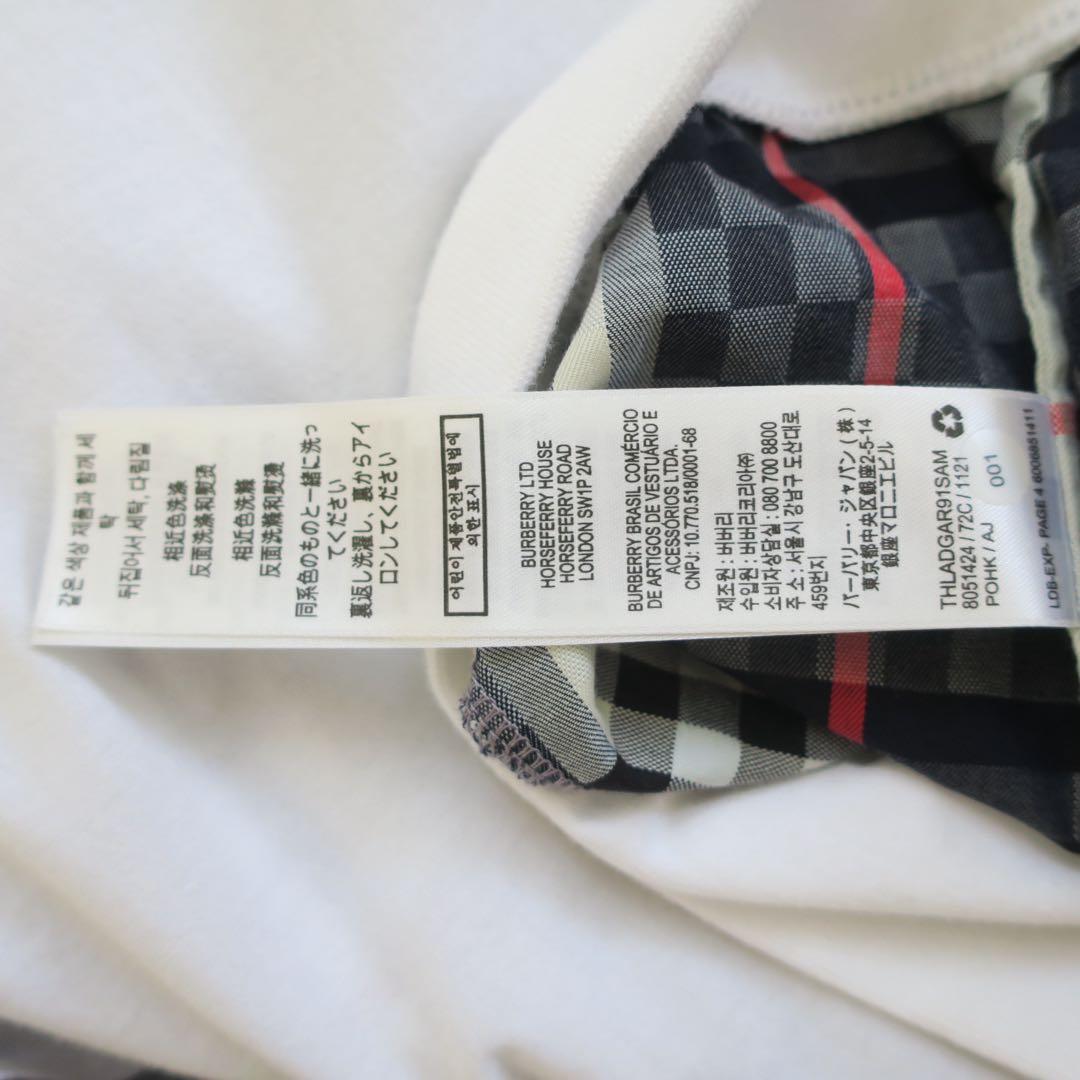 같은 색상 제품과 함께 세
탁
뒤집어서 세탁, 다림질
相近色洗涤
反面洗涤和熨烫
相近色洗滌
反面洗滌和熨燙
同系色のものと一緒に洗っ
てください
裏返し洗濯し、裏からアイ
ロンしてください
어린이제품안전특별법에
의한 표시
BURBERRY LTD
HORSEFERRY HOUSE
HORSEFERRY ROAD
LONDON SW1P 2AW
BURBERRY BRASIL COMÉRCIO
DE ARTIGOS DE VESTUÁRIO E
ACESSÓRIOS LTDA.
CNPJ: 10.770.518/0001-68
제조원 : 버버리
수입원 : 버버리코리아㈜
소비자상담실 : 080 700 8800
주 소 : 서울시 강남구 도산대로
459번지
バーバリー・ジャパン(株)
東京都中央区銀座2-5-14
銀座マロニエビル
THLADGAR91SAM
8051424 / 72C / 1121
POHK / AJ
001
LDB-EXP- PAGE 4 6006851411